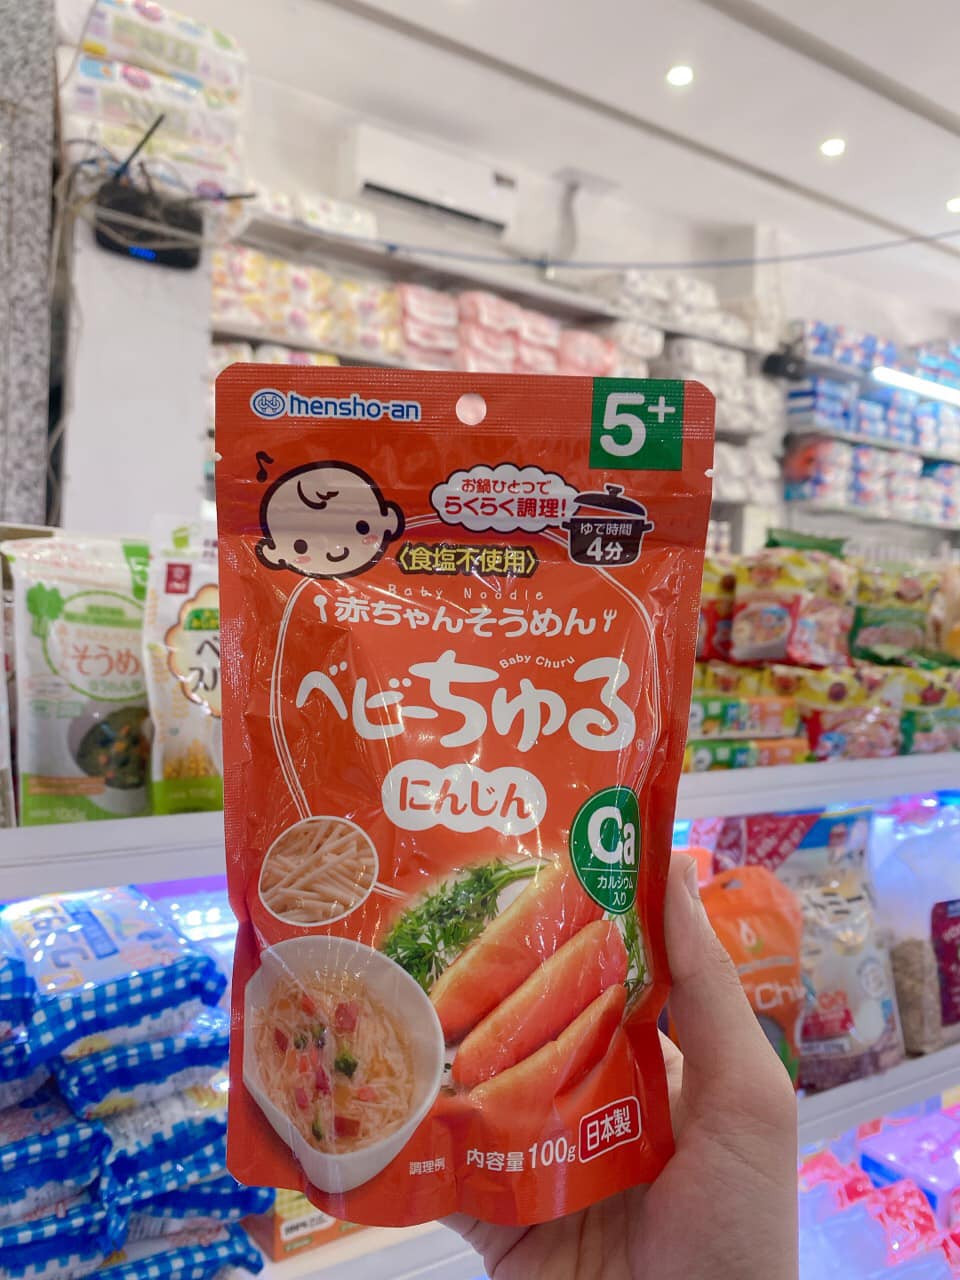 mensho-an
5+
お鍋ひとつで
らくらく調理!
ゆで時間
4分
〈食塩不使用〉
Baby Noodle
赤ちゃんそうめん
Baby Churu
ベビーちゅる®
にんじん
Ca
カルシウム
入り
調理例
内容量100g
日本製
そうめ